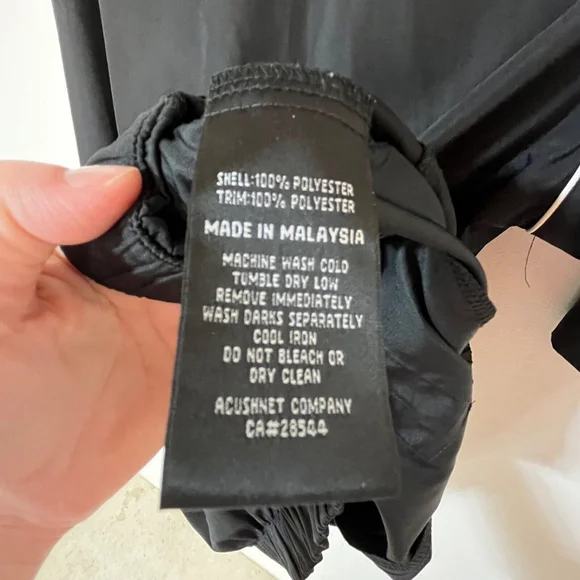 SHELL:100% POLYESTER
TRIM:100% POLYESTER
MADE IN MALAYSIA
MACHINE WASH COLD
TUMBLE DRY LOW
REMOVE IMMEDIATELY
WASH DARKS SEPARATELY
COOL IRON
DO NOT BLEACH OR
DRY CLEAN
ACUSHNET COMPANY
CA#28544